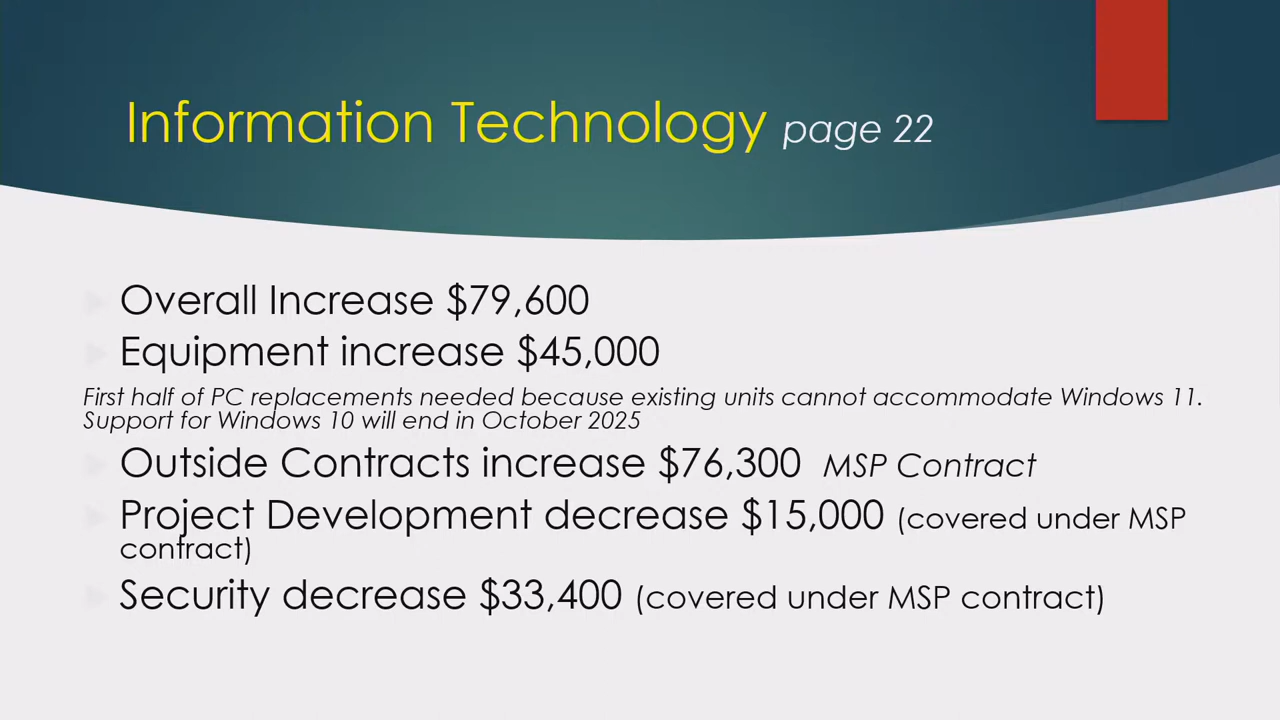 Information Technology page 22
Overall Increase $79,600
Equipment increase $45,000
First half of PC replacements needed because existing units cannot accommodate Windows 11.
Support for Windows 10 will end in October 2025
Outside Contracts increase $76,300 MSP Contract
Project Development decrease $15,000 (covered under MSP
contract)
Security decrease $33,400 (covered under MSP contract)